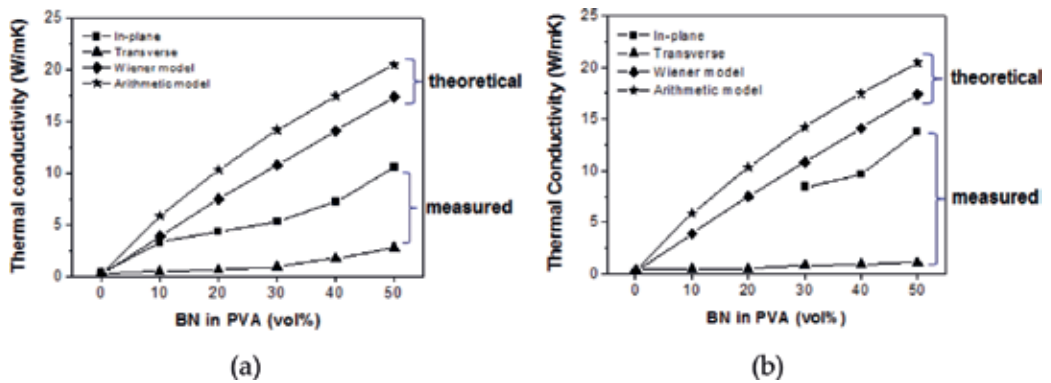 25
20
15
10
5
0
Thermal conductivity (W/mK)
In-plane
Transverse
Wiener model
Arithmetic model
theoretical
measured
0 10 20 30 40 50
BN in PVA (vol%)
(a)
25
20
15
10
5
0
Thermal Conductivity (W/mK)
In-plane
Transverse
Wiener model
Arithmetic model
theoretical
measured
0 10 20 30 40 50
BN in PVA (vol%)
(b)